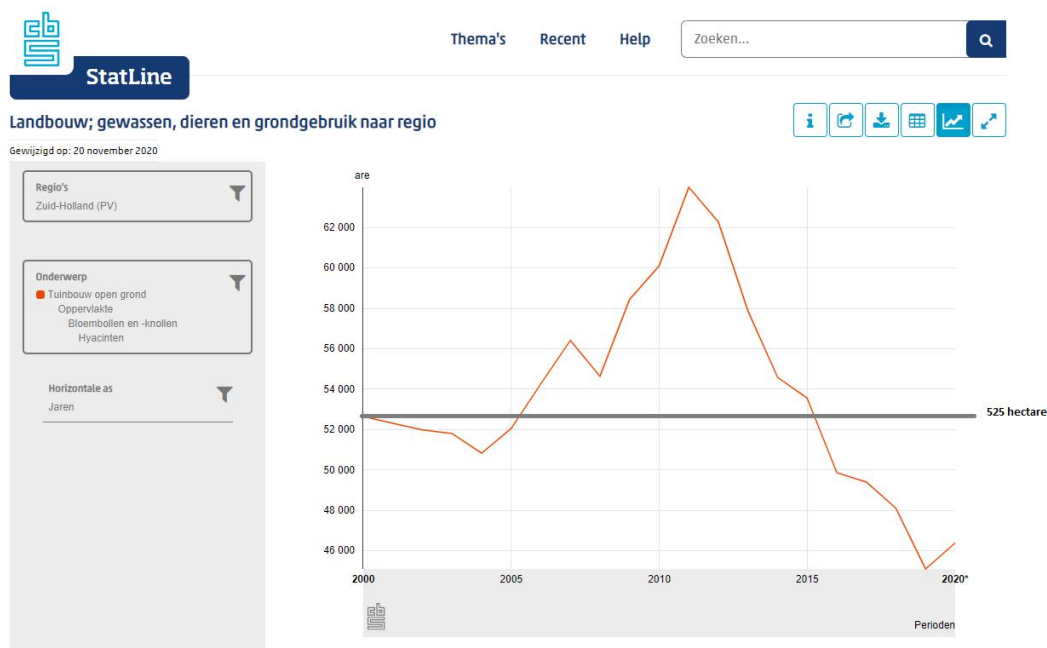 cbs
Thema's Recent Help Zoeken...
StatLine
Landbouw; gewassen, dieren en grondgebruik naar regio
i
Gewijzigd op: 20 november 2020
Regio's
Zuid-Holland (PV)
Onderwerp
Tuinbouw open grond
Oppervlakte
Bloembollen en -knollen
Hyacinten
Horizontale as
Jaren
are
62 000
60 000
58 000
56 000
54 000
525 hectare
52 000
50 000
48 000
46 000
2000 2005 2010 2015 2020*
cbs
Perioden